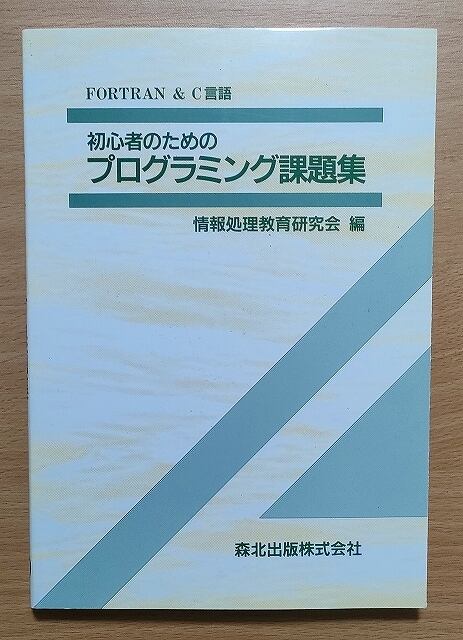 FORTRAN & C言語
初心者のための
プログラミング課題集
情報処理教育研究会 編
森北出版株式会社